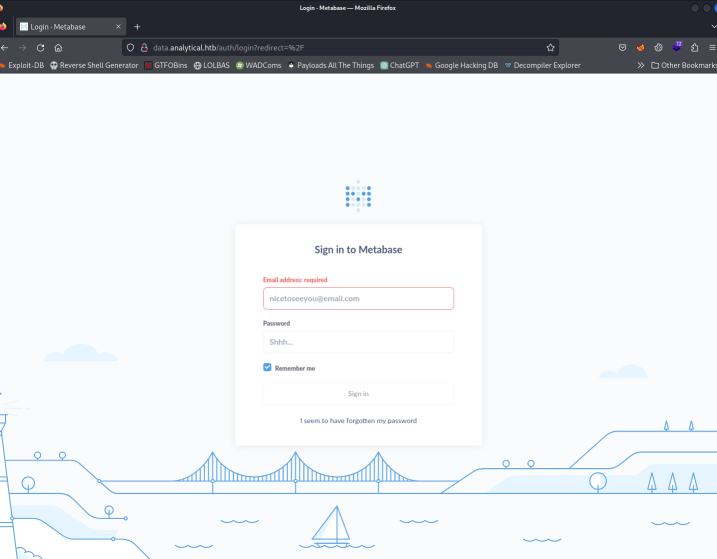 Login · Metabase — Mozilla Firefox
Login · Metabase
data.analytical.htb/auth/login?redirect=%2F
Exploit-DB Reverse Shell Generator GTFOBins LOLBAS WADComs Payloads All The Things ChatGPT Google Hacking DB Decompiler Explorer Other Bookmarks
Sign in to Metabase
Email address: required
nicetoseeyou@email.com
Password
Shhh...
Remember me
Sign in
I seem to have forgotten my password